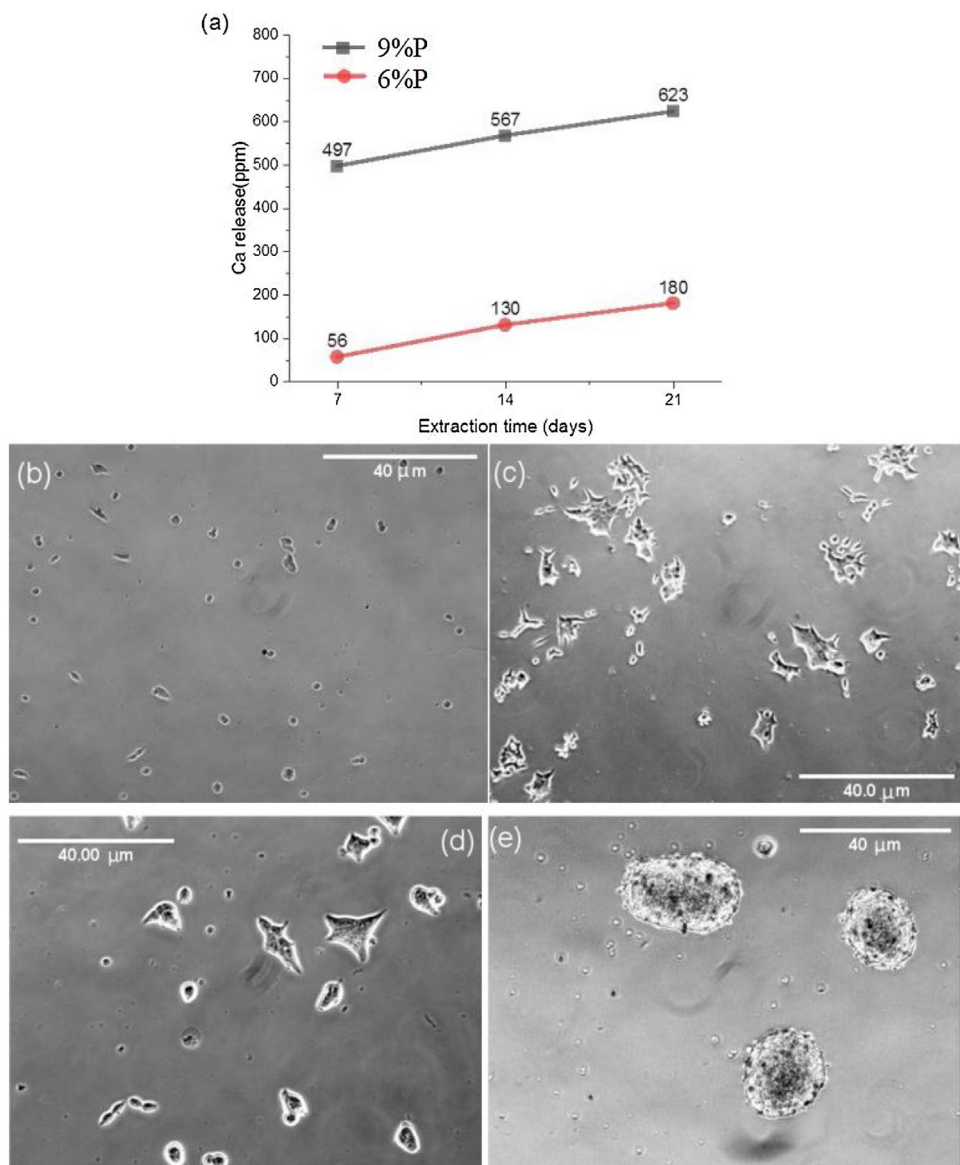 (a)
800
700
600
500
400
300
200
100
0
Ca release(ppm)
9%P
6%P
497
567
623
56
130
180
7
14
21
Extraction time (days)
(b)
40 µm
(c)
40.0 µm
40.00 µm
(d)
(e)
40 µm